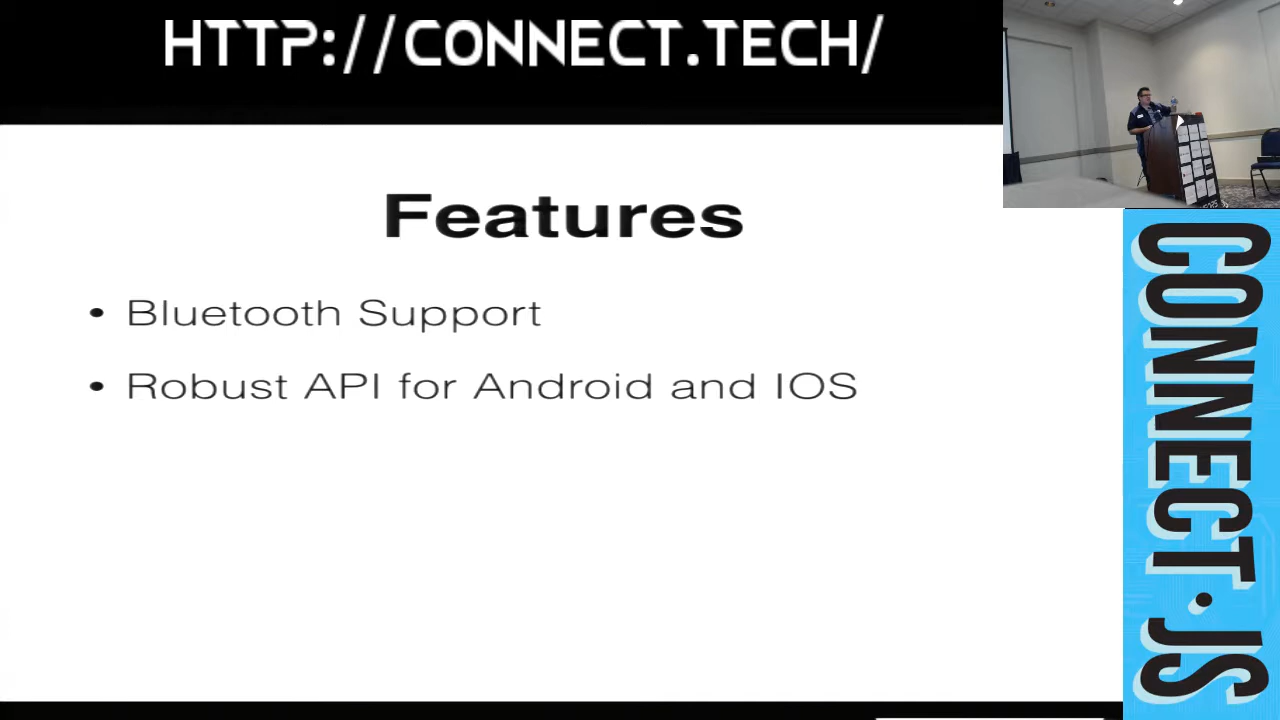 HTTP://CONNECT.TECH/
Features
• Bluetooth Support
• Robust API for Android and IOS
CONNECT·JS